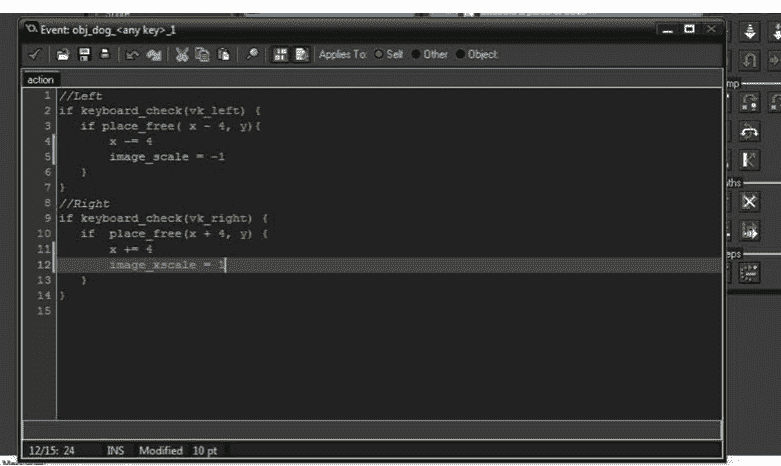 Event: obj_dog_<any key>_1
Applies To: Self Other Object
action
1 //Left
2 if keyboard_check(vk_left) {
3 if place_free( x - 4, y){
4 x -= 4
5 image_scale = -1
6 }
7 }
8 //Right
9 if keyboard_check(vk_right) {
10 if place_free(x + 4, y) {
11 x += 4
12 image_xscale = 1
13 }
14 }
15
12/15: 24 INS Modified 10 pt